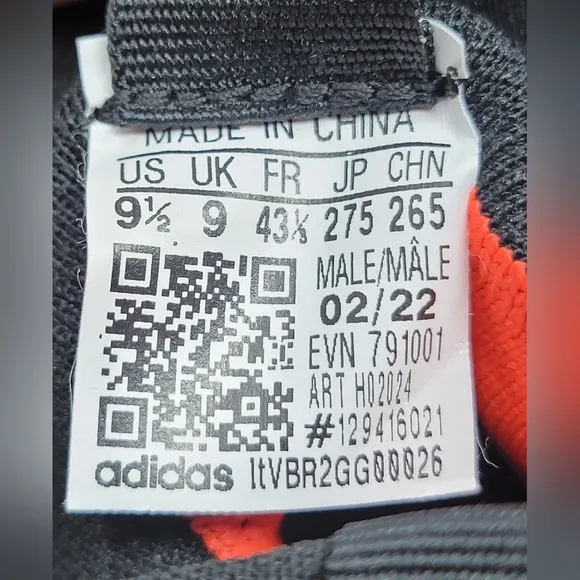 MADE IN CHINA
US UK FR JP CHN
9½ 9 43⅓ 275 265
MALE/MÂLE
02/22
EVN 791001
ART H02024
#129416021
adidas 1tVBR2GG00026